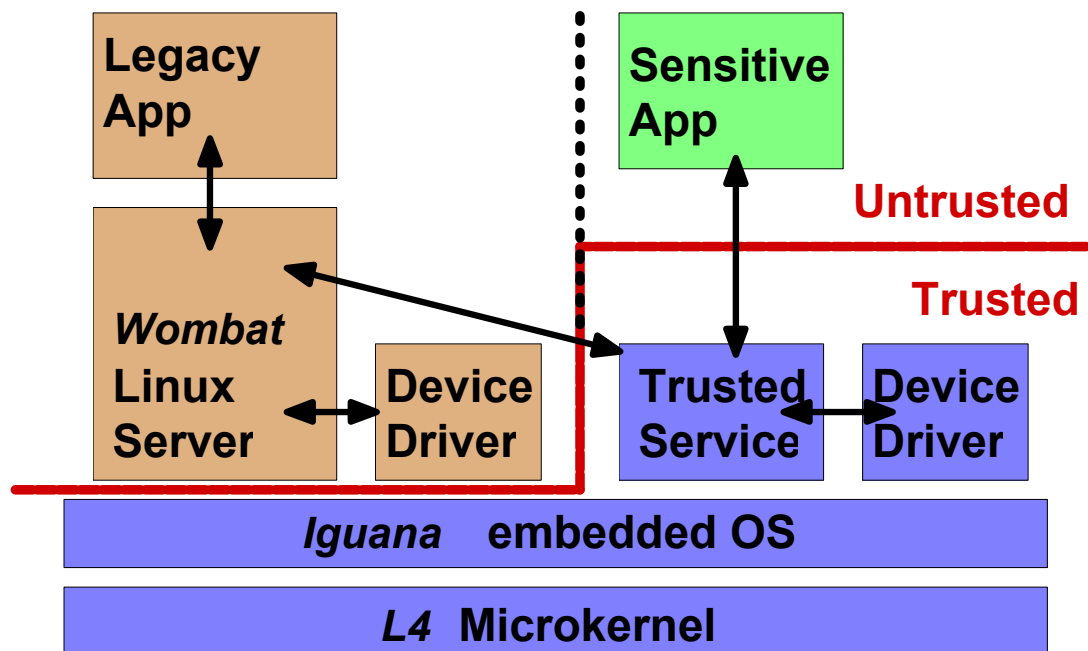 Legacy
App
Sensitive
App
Untrusted
Trusted
Wombat
Linux
Server
Device
Driver
Trusted
Service
Device
Driver
Iguana embedded OS
L4 Microkernel